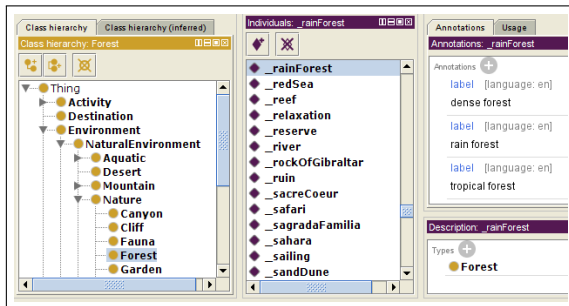 Class hierarchy
Class hierarchy (inferred)
Class hierarchy: Forest
Thing
Activity
Destination
Environment
NaturalEnvironment
Aquatic
Desert
Mountain
Nature
Canyon
Cliff
Fauna
Forest
Garden
Individuals: _rainForest
_rainForest
_redSea
_reef
_relaxation
_reserve
_river
_rockOfGibraltar
_ruin
_sacreCoeur
_safari
_sagradaFamilia
_sahara
_sailing
_sandDune
Annotations
Usage
Annotations: _rainForest
Annotations
label [language: en]
dense forest
label [language: en]
rain forest
label [language: en]
tropical forest
Description: _rainForest
Types
Forest